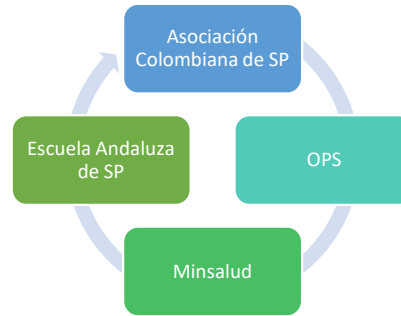 Asociación
Colombiana de SP
OPS
Minsalud
Escuela Andaluza
de SP